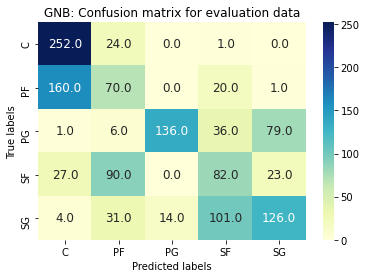 GNB: Confusion matrix for evaluation data
C 252.0 24.0 0.0 1.0 0.0
PF 160.0 70.0 0.0 20.0 1.0
PG 1.0 6.0 136.0 36.0 79.0
SF 27.0 90.0 0.0 82.0 23.0
SG 4.0 31.0 14.0 101.0 126.0
C PF PG SF SG
True labels
Predicted labels
250
200
150
100
50
0